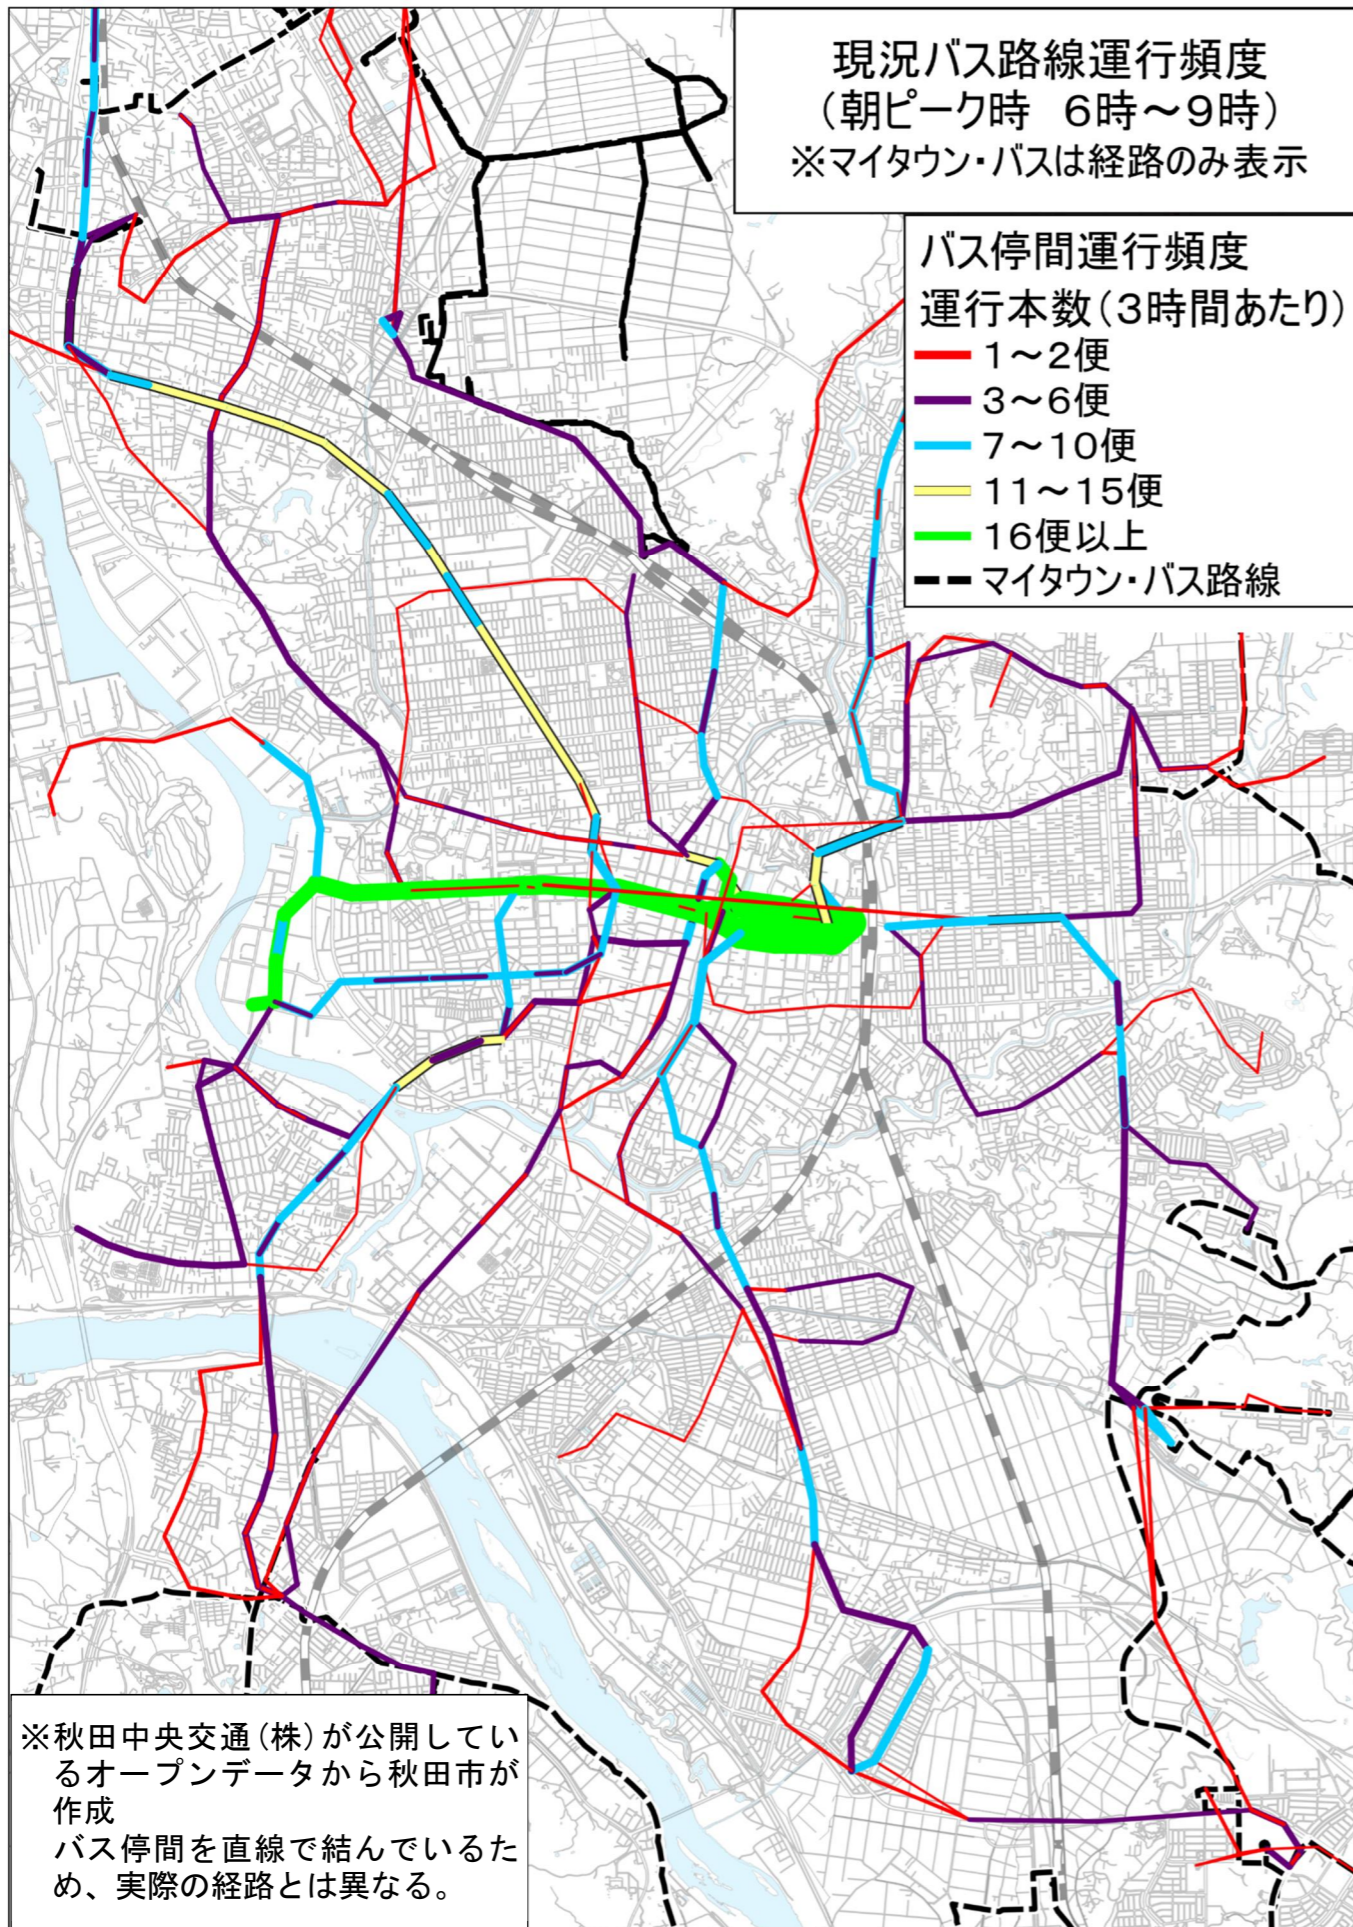 現況バス路線運行頻度
(朝ピーク時 6時~9時)
※マイタウン・バスは経路のみ表示
バス停間運行頻度
運行本数(3時間あたり)
1~2便
3~6便
7~10便
11~15便
16便以上
マイタウン・バス路線
※秋田中央交通(株)が公開してい
るオープンデータから秋田市が
作成
バス停間を直線で結んでいるた
め、実際の経路とは異なる。